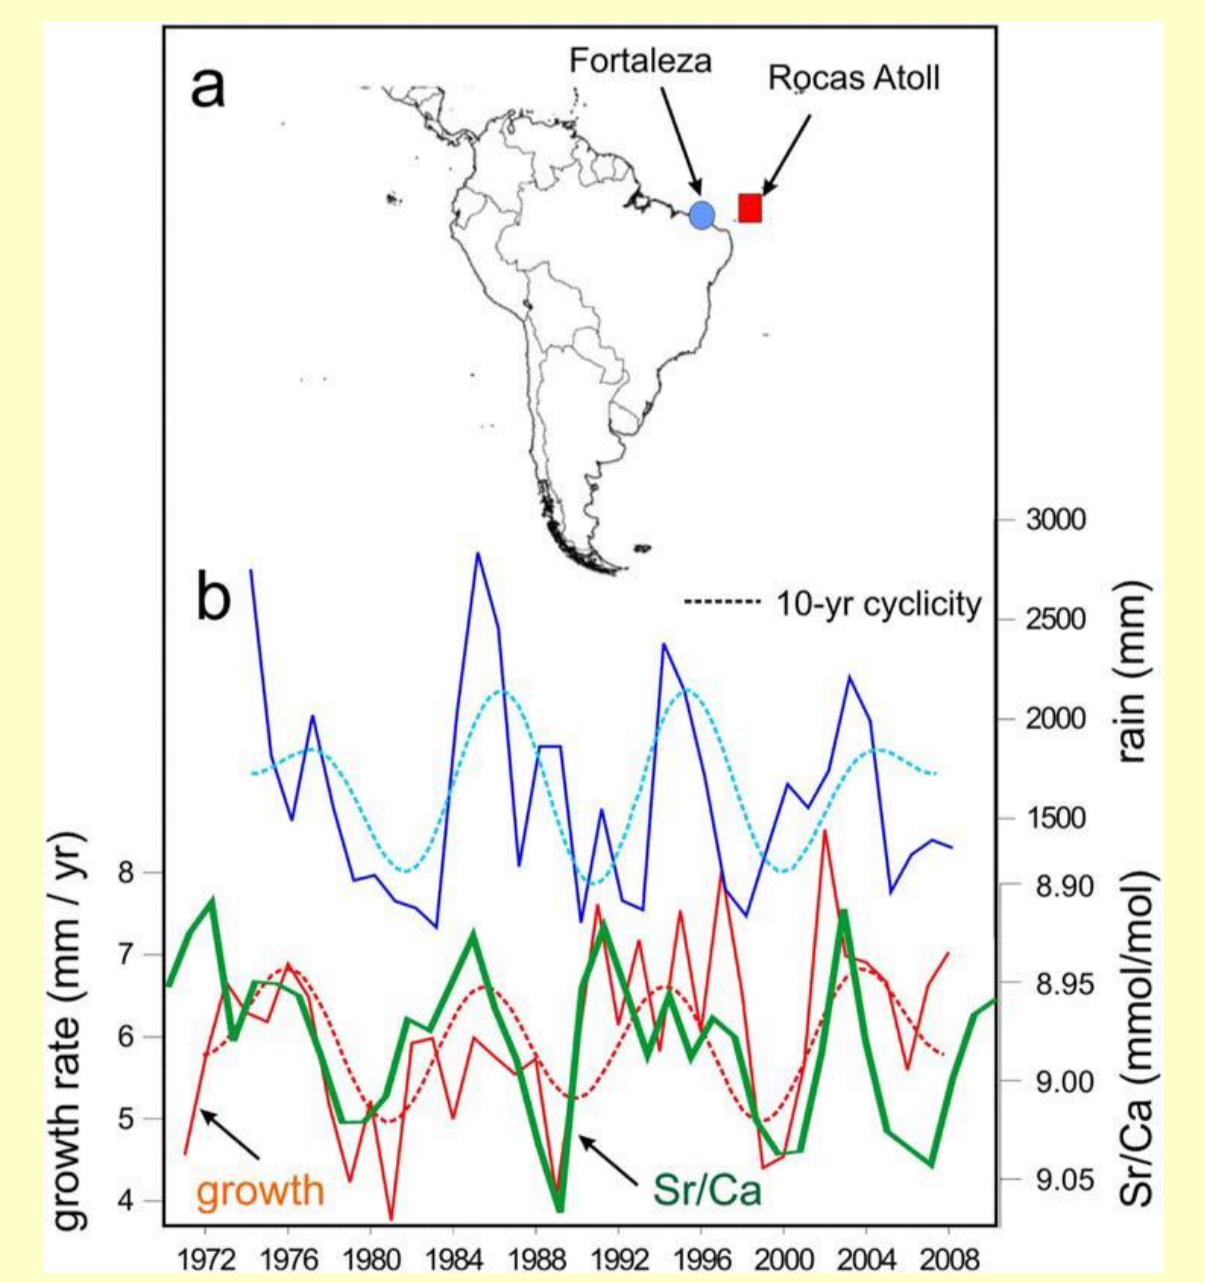 a
Fortaleza
Rocas Atoll
b
10-yr cyclicity
3000
2500
2000
1500
rain (mm)
8
7
6
5
4
growth rate (mm / yr)
8.90
8.95
9.00
9.05
Sr/Ca (mmol/mol)
growth
Sr/Ca
1972 1976 1980 1984 1988 1992 1996 2000 2004 2008